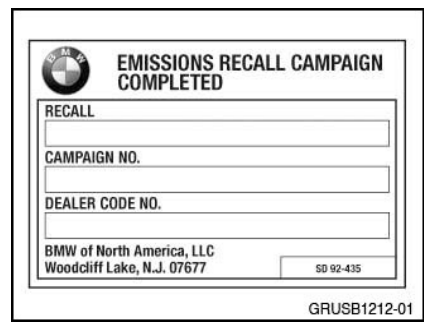 BMW
EMISSIONS RECALL CAMPAIGN
COMPLETED
RECALL
CAMPAIGN NO.
DEALER CODE NO.
BMW of North America, LLC
Woodcliff Lake, N.J. 07677
SD 92-435
GRUSB1212-01